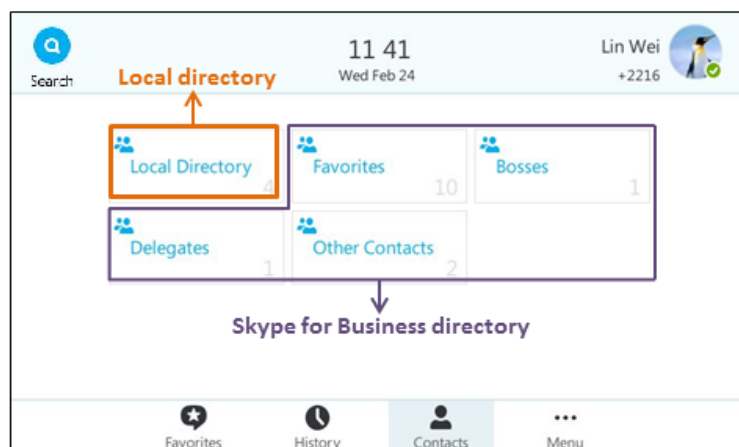 11 41
Lin Wei
Search
Local directory
Wed Feb 24
+2216
Local Directory
4
Favorites
10
Bosses
1
Delegates
1
Other Contacts
2
Skype for Business directory
Favorites
History
Contacts
Menu